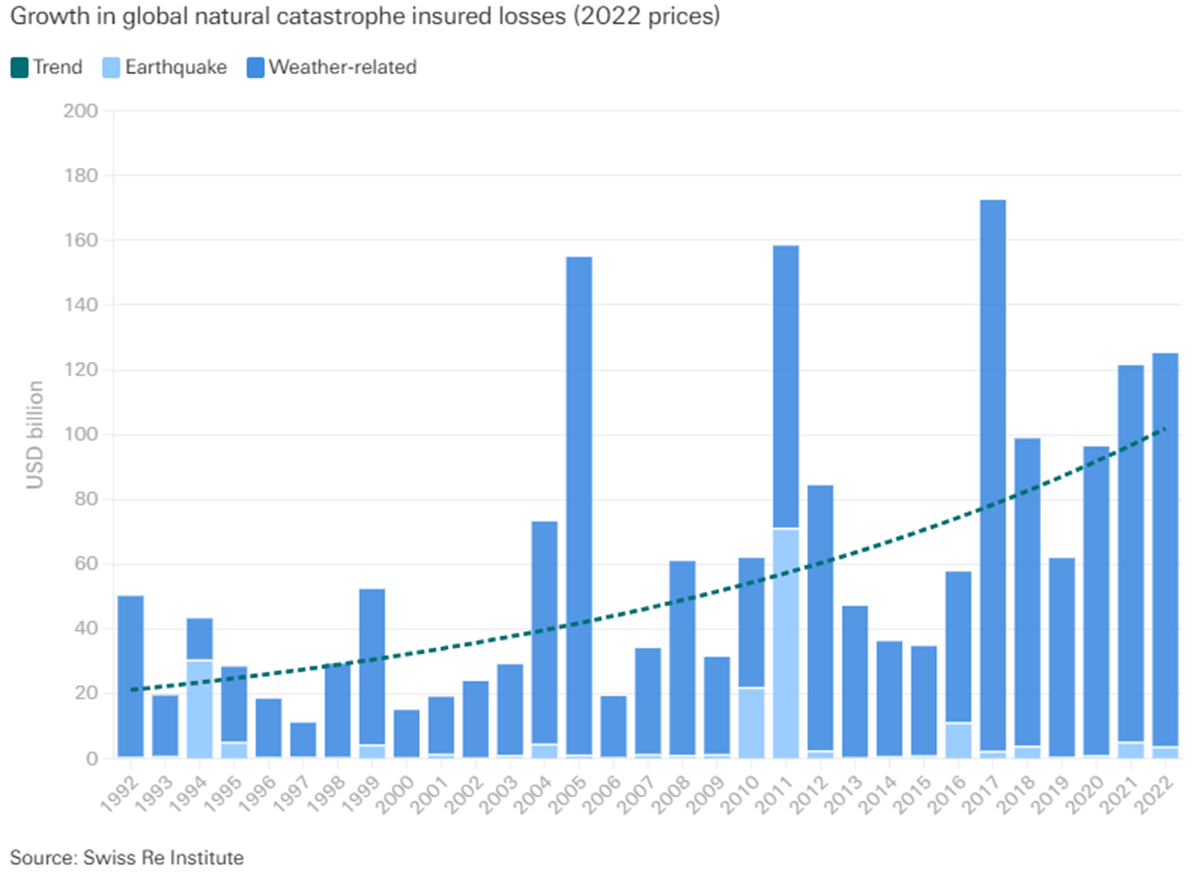 Growth in global natural catastrophe insured losses (2022 prices)
Trend Earthquake Weather-related
200
180
160
140
120
100
80
60
40
20
0
USD billion
1992 1993 1994 1995 1996 1997 1998 1999 2000 2001 2002 2003 2004 2005 2006 2007 2008 2009 2010 2011 2012 2013 2014 2015 2016 2017 2018 2019 2020 2021 2022
Source: Swiss Re Institute